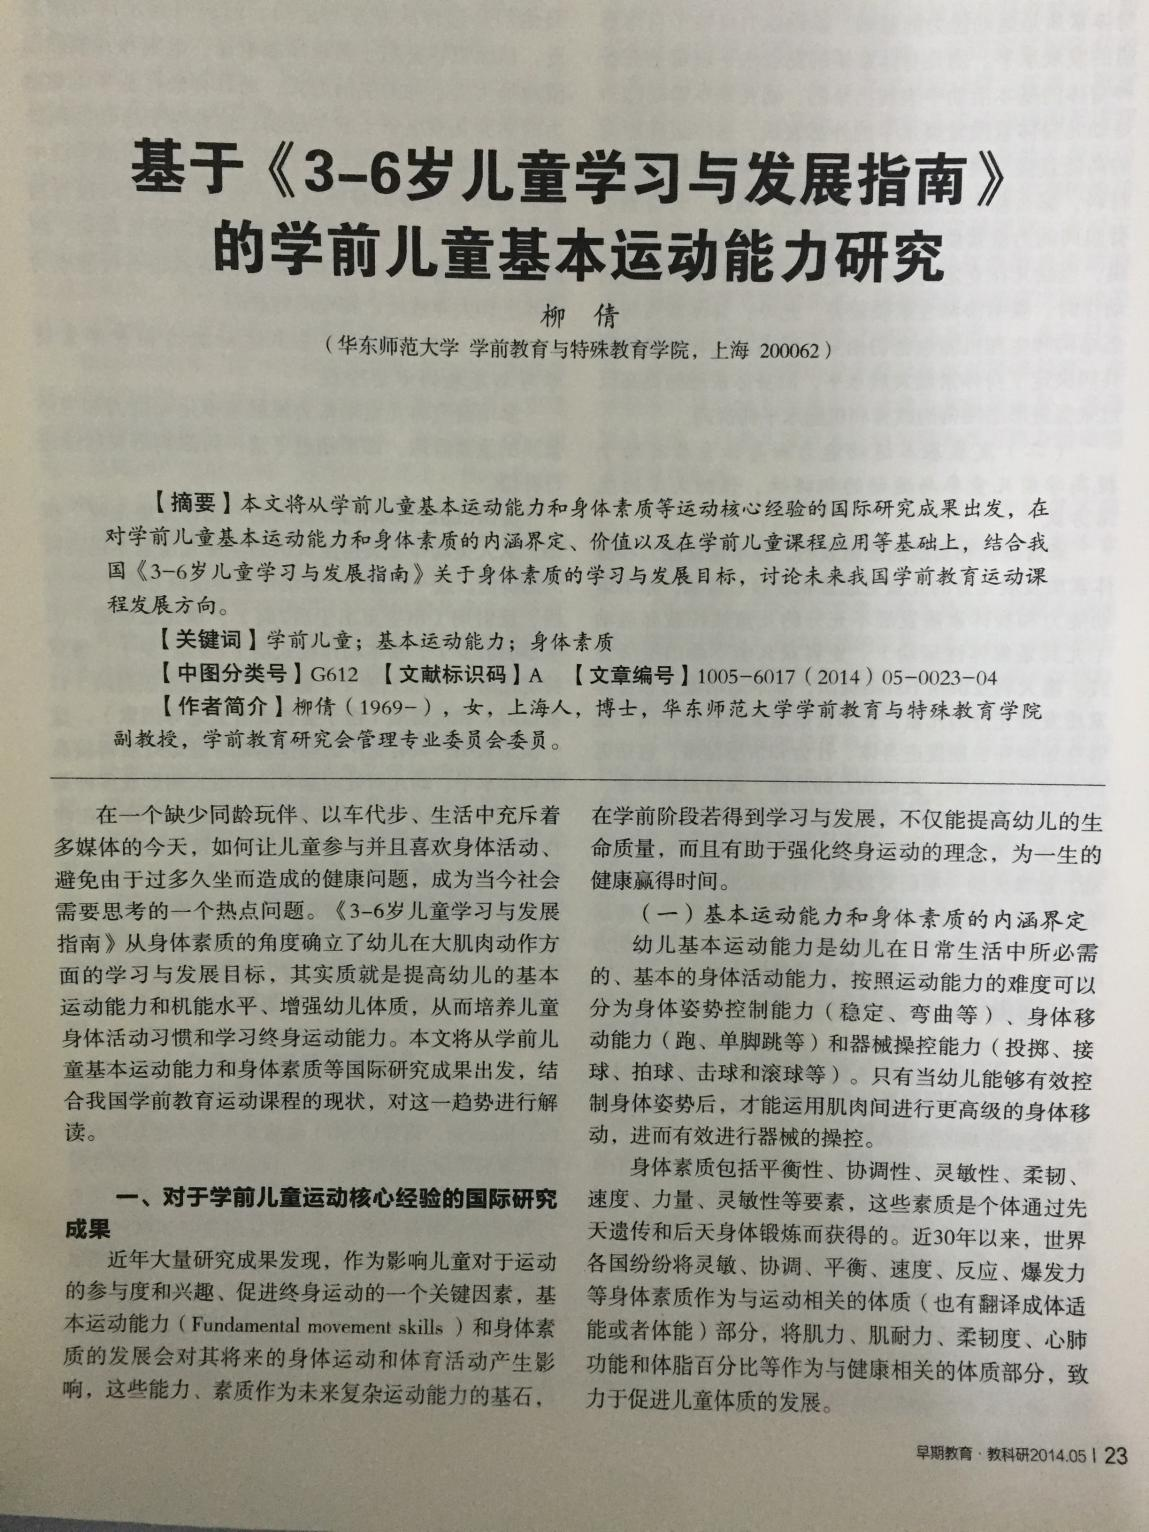 基于《3-6岁儿童学习与发展指南》
的学前儿童基本运动能力研究
柳 倩
（华东师范大学 学前教育与特殊教育学院，上海 200062）
【摘要】本文将从学前儿童基本运动能力和身体素质等运动核心经验的国际研究成果出发，在
对学前儿童基本运动能力和身体素质的内涵界定、价值以及在学前儿童课程应用等基础上，结合我
国《3-6岁儿童学习与发展指南》关于身体素质的学习与发展目标，讨论未来我国学前教育运动课
程发展方向。
【关键词】学前儿童；基本运动能力；身体素质
【中图分类号】G612 【文献标识码】A 【文章编号】1005-6017（2014）05-0023-04
【作者简介】柳倩（1969-），女，上海人，博士，华东师范大学学前教育与特殊教育学院
副教授，学前教育研究会管理专业委员会委员。
在一个缺少同龄玩伴、以车代步、生活中充斥着
多媒体的今天，如何让儿童参与并且喜欢身体活动、
避免由于过多久坐而造成的健康问题，成为当今社会
需要思考的一个热点问题。《3-6岁儿童学习与发展
指南》从身体素质的角度确立了幼儿在大肌肉动作方
面的学习与发展目标，其实质就是提高幼儿的基本
运动能力和机能水平、增强幼儿体质，从而培养儿童
身体活动习惯和学习终身运动能力。本文将从学前儿
童基本运动能力和身体素质等国际研究成果出发，结
合我国学前教育运动课程的现状，对这一趋势进行解
读。
一、对于学前儿童运动核心经验的国际研究
成果
近年大量研究成果发现，作为影响儿童对于运动
的参与度和兴趣、促进终身运动的一个关键因素，基
本运动能力（Fundamental movement skills ）和身体素
质的发展会对其将来的身体运动和体育活动产生影
响，这些能力、素质作为未来复杂运动能力的基石，
在学前阶段若得到学习与发展，不仅能提高幼儿的生
命质量，而且有助于强化终身运动的理念，为一生的
健康赢得时间。
（一）基本运动能力和身体素质的内涵界定
幼儿基本运动能力是幼儿在日常生活中所必需
的、基本的身体活动能力，按照运动能力的难度可以
分为身体姿势控制能力（稳定、弯曲等）、身体移
动能力（跑、单脚跳等）和器械操控能力（投掷、接
球、拍球、击球和滚球等）。只有当幼儿能够有效控
制身体姿势后，才能运用肌肉间进行更高级的身体移
动，进而有效进行器械的操控。
身体素质包括平衡性、协调性、灵敏性、柔韧、
速度、力量、灵敏性等要素，这些素质是个体通过先
天遗传和后天身体锻炼而获得的。近30年以来，世界
各国纷纷将灵敏、协调、平衡、速度、反应、爆发力
等身体素质作为与运动相关的体质（也有翻译成体适
能或者体能）部分，将肌力、肌耐力、柔韧度、心肺
功能和体脂百分比等作为与健康相关的体质部分，致
力于促进儿童体质的发展。
早期教育·教科研2014.05 | 23